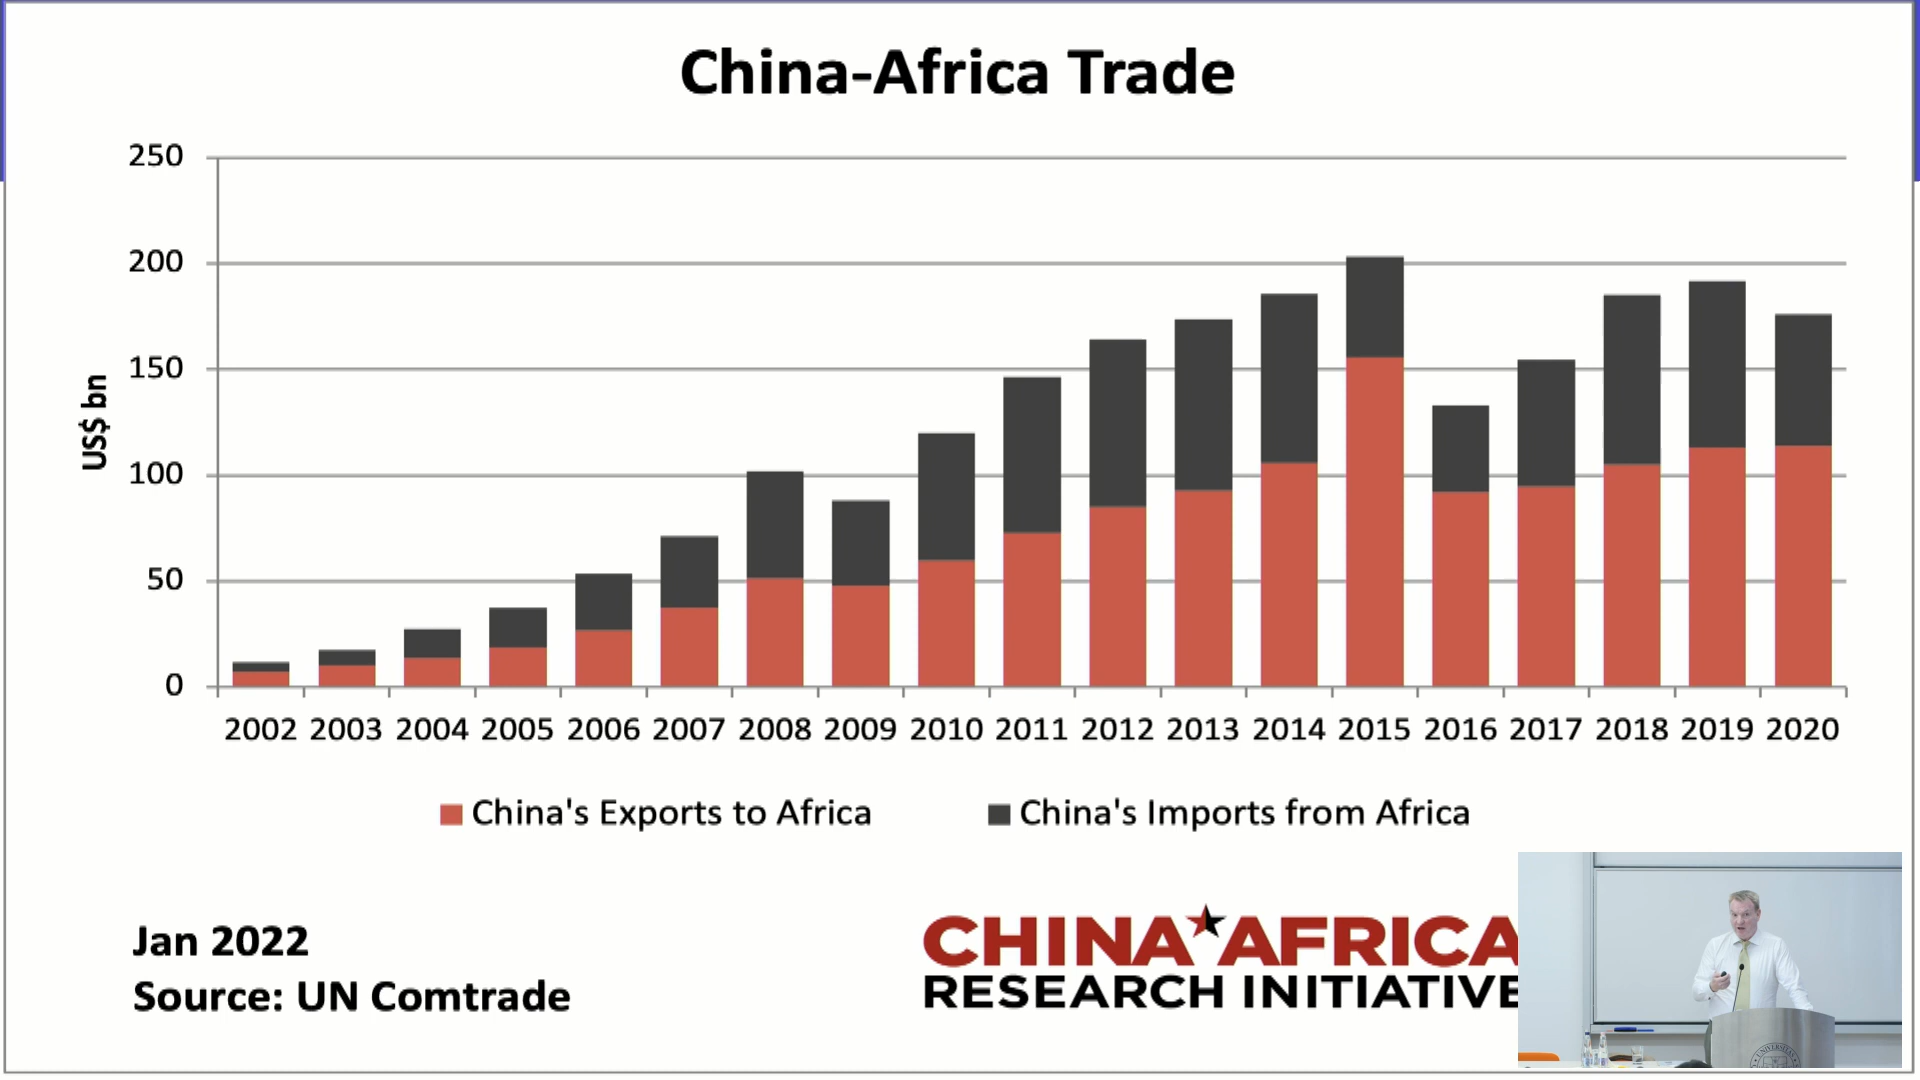 China-Africa Trade
250
200
150
100
50
0
US$ bn
2002 2003 2004 2005 2006 2007 2008 2009 2010 2011 2012 2013 2014 2015 2016 2017 2018 2019 2020
China's Exports to Africa China's Imports from Africa
Jan 2022
Source: UN Comtrade
CHINA AFRICA
RESEARCH INITIATIVE